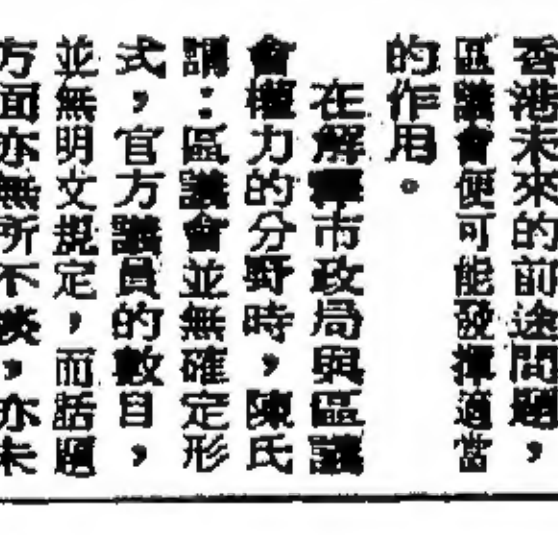 香港未來的前途問題，
區議會便可能發揮適當
的作用。
在解釋市政局與區議
會權力的分野時，陳氏
謂：區議會並無確定形
式，官方議員的數目，
並無明文規定，而話題
方面亦無所不談，亦未